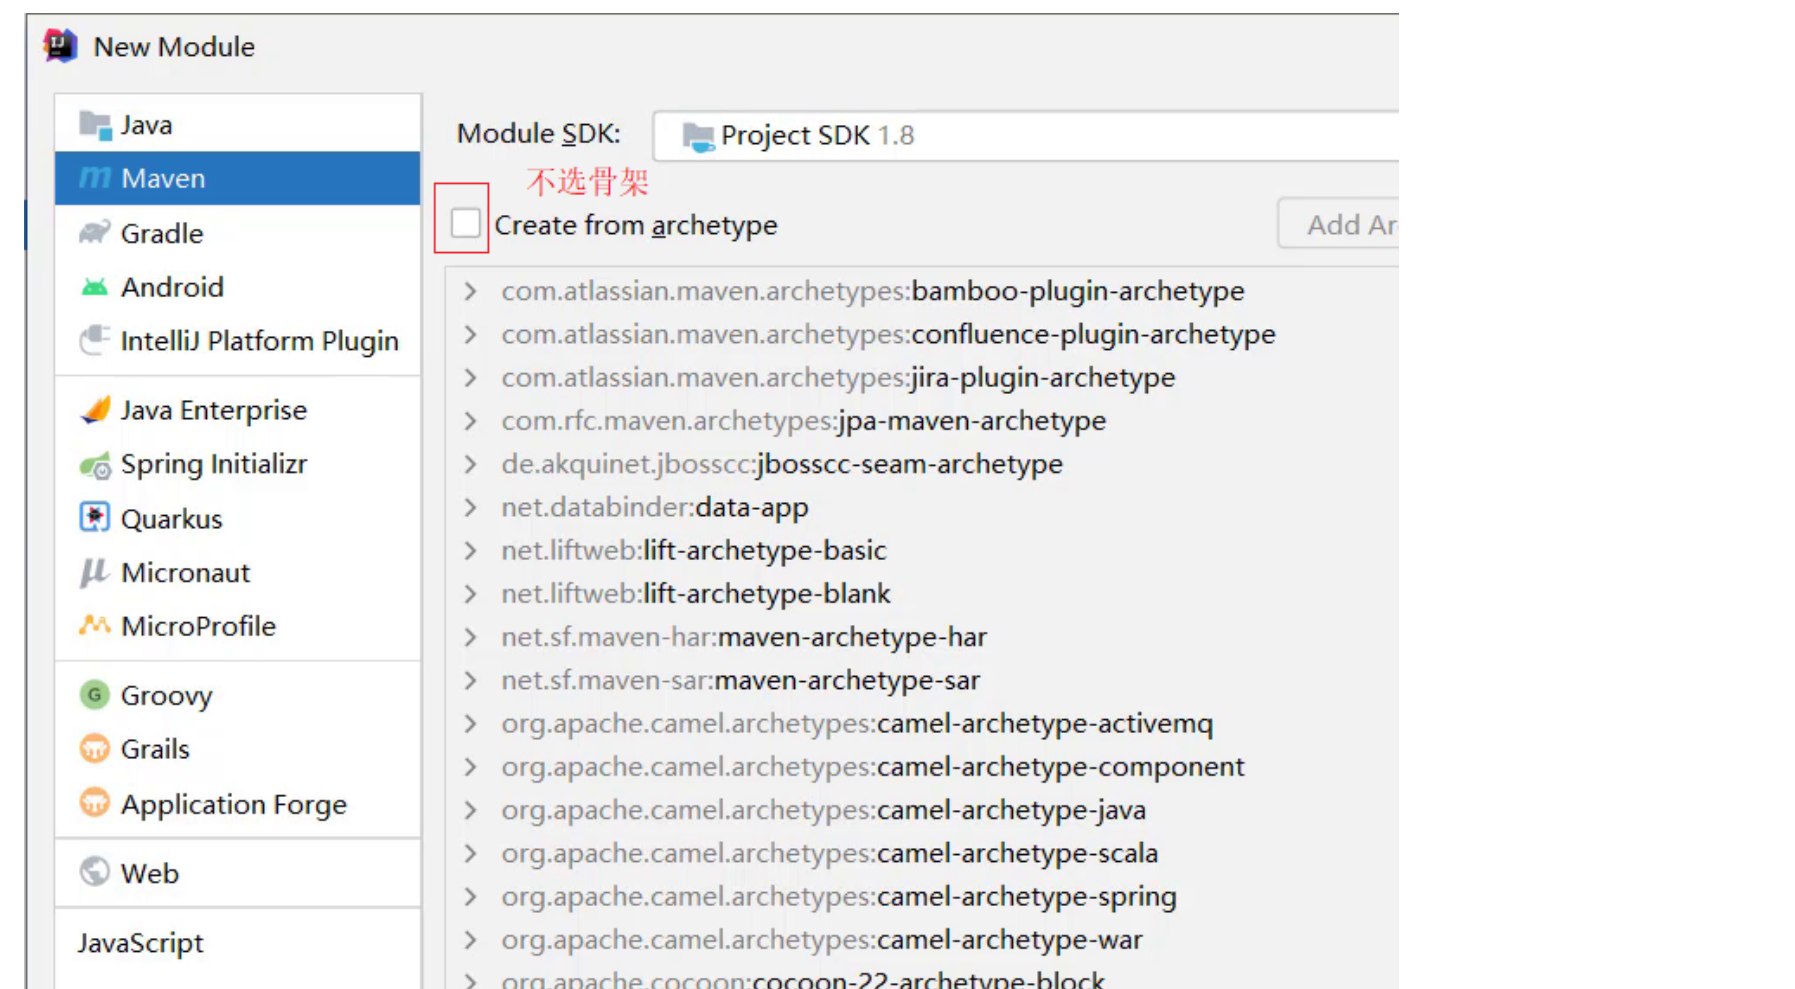 New Module
Java
Maven
Gradle
Android
IntelliJ Platform Plugin
Java Enterprise
Spring Initializr
Quarkus
Micronaut
MicroProfile
Groovy
Grails
Application Forge
Web
JavaScript
Module SDK: Project SDK 1.8
不选骨架
Create from archetype
Add Ar
com.atlassian.maven.archetypes:bamboo-plugin-archetype
com.atlassian.maven.archetypes:confluence-plugin-archetype
com.atlassian.maven.archetypes:jira-plugin-archetype
com.rfc.maven.archetypes:jpa-maven-archetype
de.akquinet.jbosscc:jbosscc-seam-archetype
net.databinder:data-app
net.liftweb:lift-archetype-basic
net.liftweb:lift-archetype-blank
net.sf.maven-har:maven-archetype-har
net.sf.maven-sar:maven-archetype-sar
org.apache.camel.archetypes:camel-archetype-activemq
org.apache.camel.archetypes:camel-archetype-component
org.apache.camel.archetypes:camel-archetype-java
org.apache.camel.archetypes:camel-archetype-scala
org.apache.camel.archetypes:camel-archetype-spring
org.apache.camel.archetypes:camel-archetype-war
org.apache.cocoon:cocoon-22-archetype-block